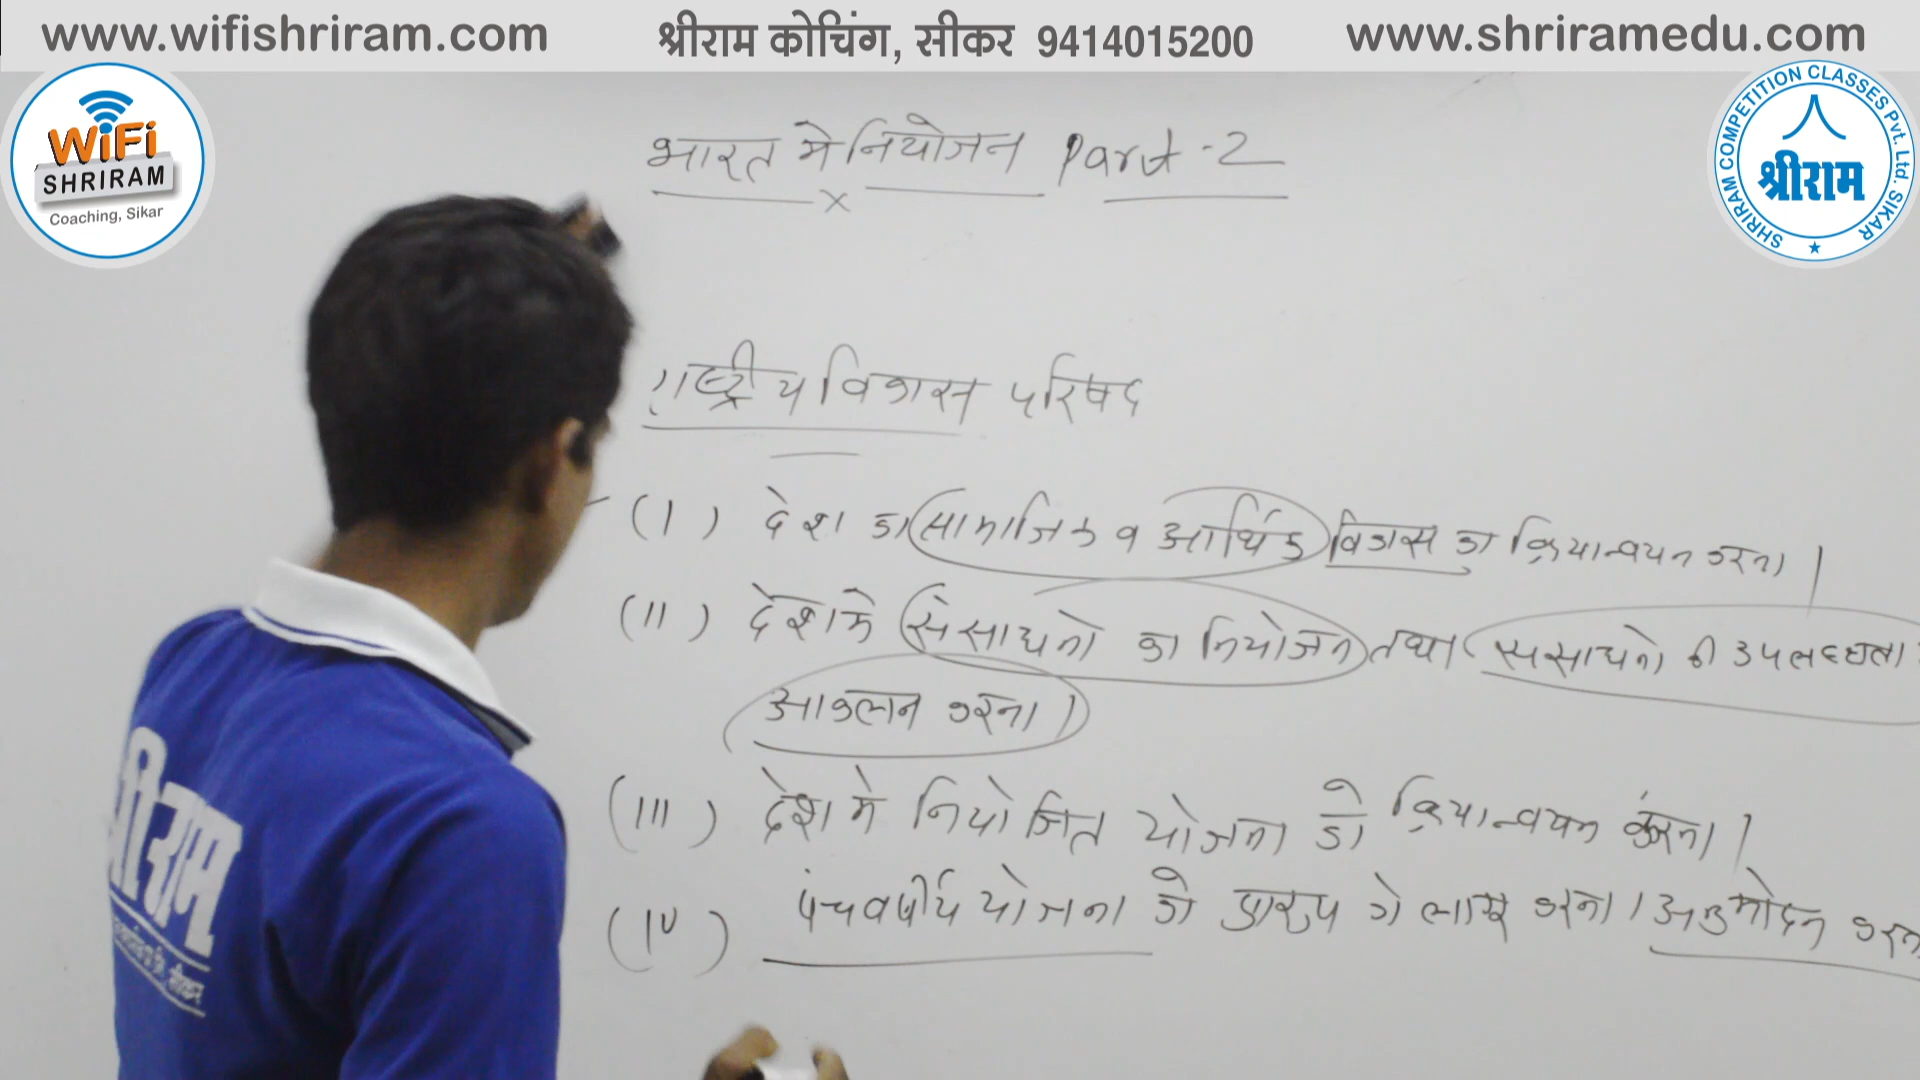 www.wifishriram.com श्रीराम कोचिंग, सीकर 9414015200 www.shriramedu.com
WiFi
SHRIRAM
Coaching, Sikar
SHRIRAM COMPETITION CLASSES Pvt. Ltd. SIKAR
श्रीराम
भारत मे नियोजन Part-2
राष्ट्रीय विकास परिषद
(I) देश का सामाजिक व आर्थिक विकास का क्रियान्वयन करना।
(II) देश मे संसाधनो का नियोजन तथा संसाधनो की उपलब्धता
आकलन करना।
(III) देश मे नियोजित योजना को क्रियान्वयन करना।
(IV) पंचवर्षीय योजना को प्रारुप मे लागू करना। अनुमोदन करना
श्रीराम